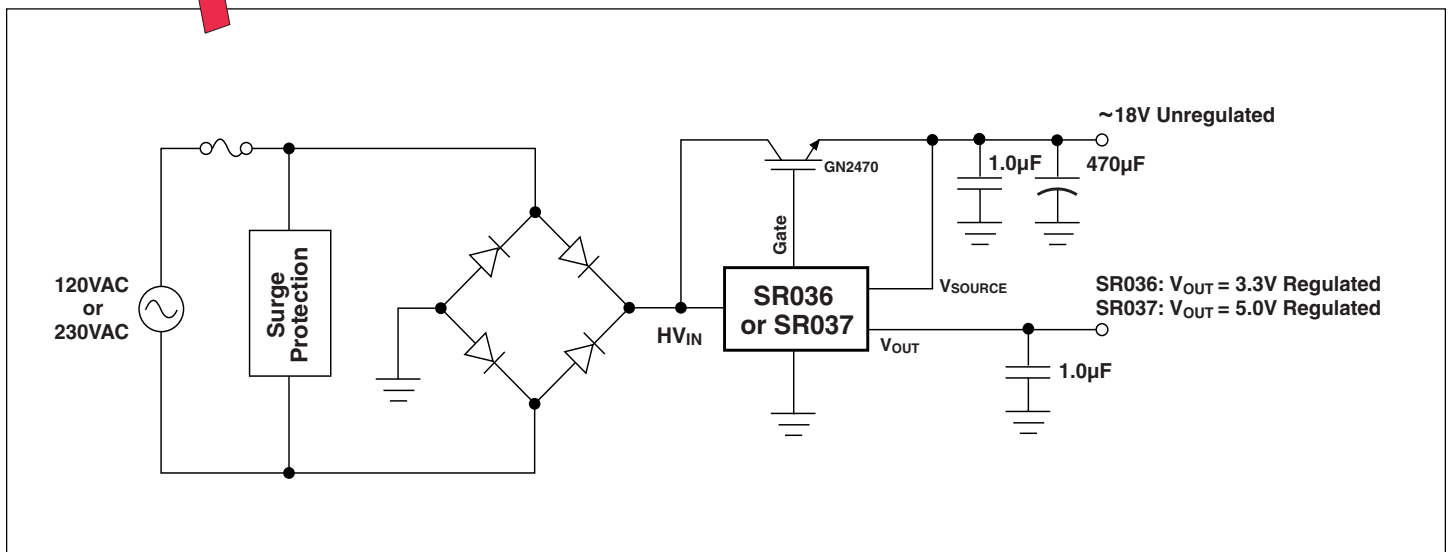 ~18V Unregulated
1.0µF
470µF
GN2470
Gate
120VAC
or
230VAC
Surge
Protection
HVIN
SR036
or SR037
VSOURCE
VOUT
SR036: VOUT = 3.3V Regulated
SR037: VOUT = 5.0V Regulated
1.0µF